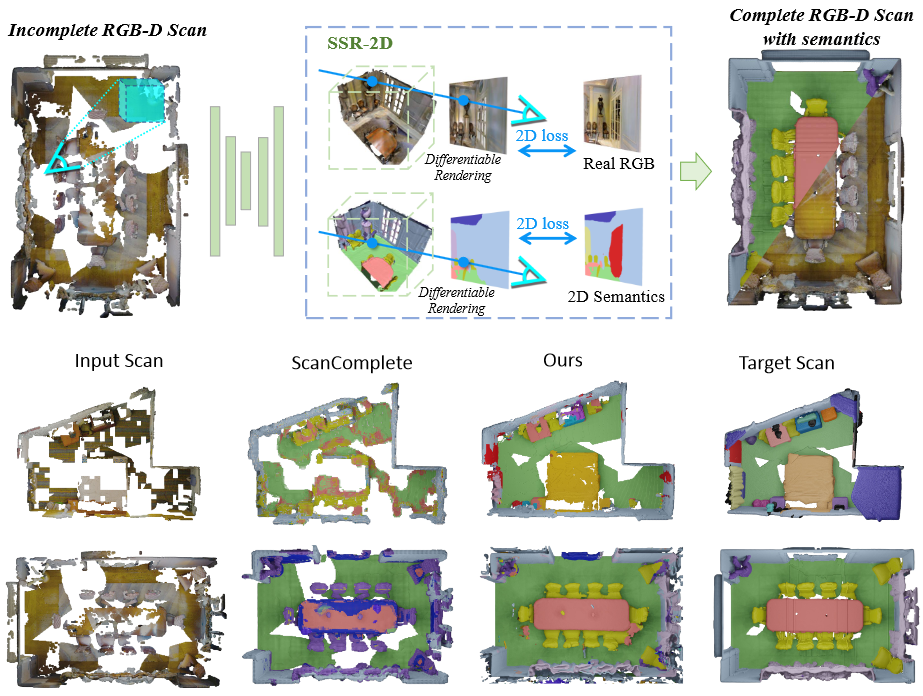 Incomplete RGB-D Scan
Complete RGB-D Scan
with semantics
SSR-2D
2D loss
Differentiable
Rendering
Real RGB
2D loss
Differentiable
Rendering
2D Semantics
Input Scan
ScanComplete
Ours
Target Scan